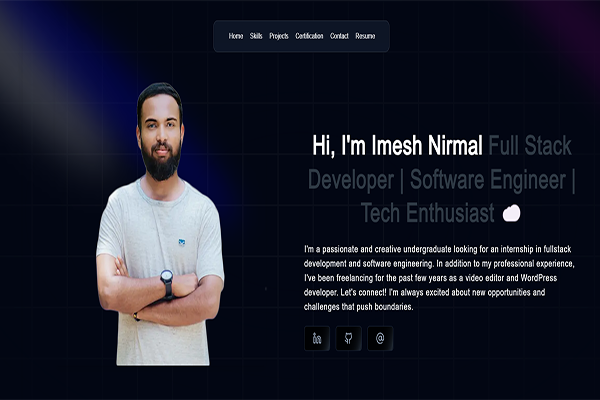 Home Skills Projects Certification Contact Resume
Hi, I'm Imesh Nirmal Full Stack
Developer | Software Engineer |
Tech Enthusiast
I'm a passionate and creative undergraduate looking for an internship in fullstack
development and software engineering. In addition to my professional experience,
I've been freelancing for the past few years as a video editor and WordPress
developer. Let's connect! I'm always excited about new opportunities and
challenges that push boundaries.